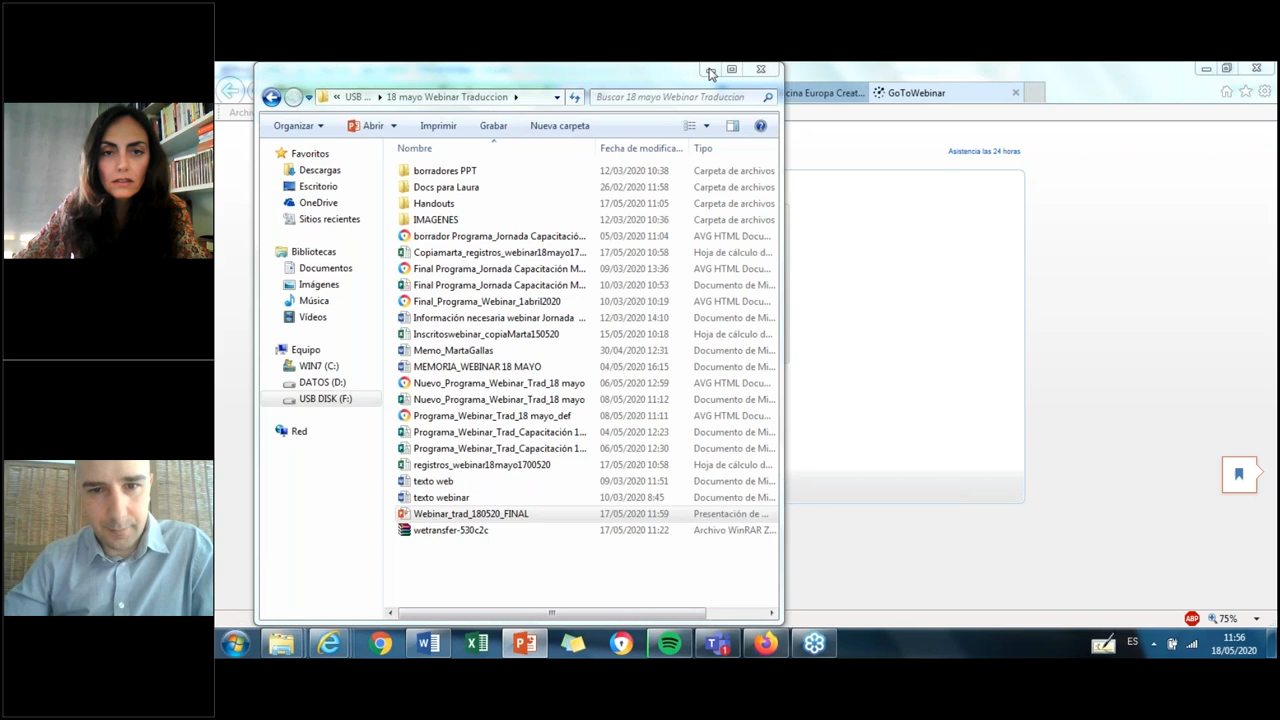 « USB ... ▸ 18 mayo Webinar Traduccion ▸
Buscar 18 mayo Webinar Traduccion
cina Europa Creat...
GoToWebinar
Archi
Organizar
Abrir
Imprimir
Grabar
Nueva carpeta
Asistencia las 24 horas
Favoritos
Descargas
Escritorio
OneDrive
Sitios recientes
Bibliotecas
Documentos
Imágenes
Música
Vídeos
Equipo
WIN7 (C:)
DATOS (D:)
USB DISK (F:)
Red
Nombre Fecha de modifica... Tipo
borradores PPT 12/03/2020 10:38 Carpeta de archivos
Docs para Laura 26/02/2020 11:58 Carpeta de archivos
Handouts 17/05/2020 11:05 Carpeta de archivos
IMAGENES 12/03/2020 10:36 Carpeta de archivos
borrador Programa_Jornada Capacitació... 05/03/2020 11:04 AVG HTML Docu...
Copiamarta_registros_webinar18mayo17... 17/05/2020 10:58 Hoja de cálculo d...
Final Programa_Jornada Capacitación M... 09/03/2020 13:36 AVG HTML Docu...
Final Programa_Jornada Capacitación M... 10/03/2020 10:53 Documento de Mi...
Final_Programa_Webinar_1abril2020 10/03/2020 10:19 AVG HTML Docu...
Información necesaria webinar Jornada ... 12/03/2020 14:10 Documento de Mi...
Inscritoswebinar_copiaMarta150520 15/05/2020 10:18 Hoja de cálculo d...
Memo_MartaGallas 30/04/2020 12:31 Documento de Mi...
MEMORIA_WEBINAR 18 MAYO 04/05/2020 16:15 Documento de Mi...
Nuevo_Programa_Webinar_Trad_18 mayo 06/05/2020 12:59 AVG HTML Docu...
Nuevo_Programa_Webinar_Trad_18 mayo 08/05/2020 11:12 Documento de Mi...
Programa_Webinar_Trad_18 mayo_def 08/05/2020 11:11 AVG HTML Docu...
Programa_Webinar_Trad_Capacitación 1... 04/05/2020 12:23 Documento de Mi...
Programa_Webinar_Trad_Capacitación 1... 06/05/2020 12:30 Documento de Mi...
registros_webinar18mayo1700520 17/05/2020 10:58 Hoja de cálculo d...
texto web 09/03/2020 11:51 Documento de Mi...
texto webinar 10/03/2020 8:45 Documento de Mi...
Webinar_trad_180520_FINAL 17/05/2020 11:59 Presentación de ...
wetransfer-530c2c 17/05/2020 11:22 Archivo WinRAR Z...
ABP
75%
ES
11:56
18/05/2020